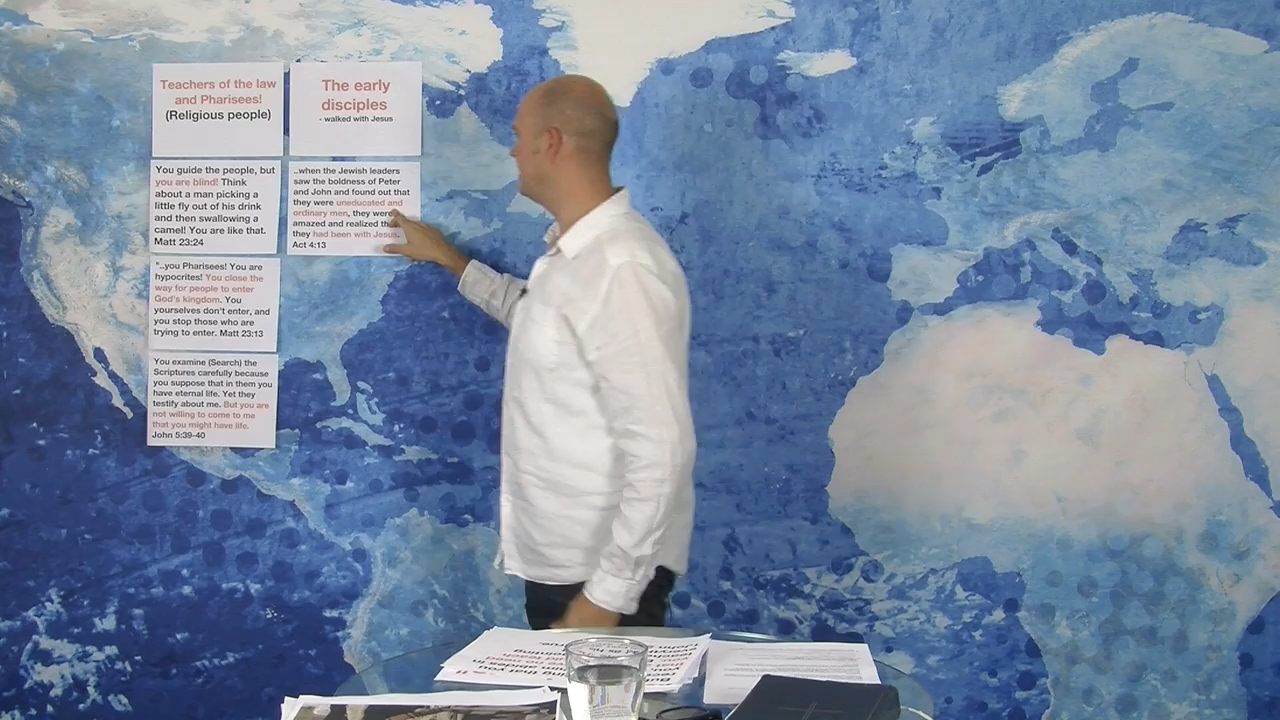 Teachers of the law
and Pharisees!
(Religious people)
The early
disciples
- walked with Jesus
You guide the people, but
you are blind! Think
about a man picking a
little fly out of his drink
and then swallowing a
camel! You are like that.
Matt 23:24
..when the Jewish leaders
saw the boldness of Peter
and John and found out that
they were uneducated and
ordinary men, they were
amazed and realized
they had been with Jesus.
Act 4:13
"..you Pharisees! You are
hypocrites! You close the
way for people to enter
God's kingdom. You
yourselves don't enter, and
you stop those who are
trying to enter. Matt 23:13
You examine (Search) the
Scriptures carefully because
you suppose that in them you
have eternal life. Yet they
testify about me. But you are
not willing to come to me
that you might have life.
John 5:39-40